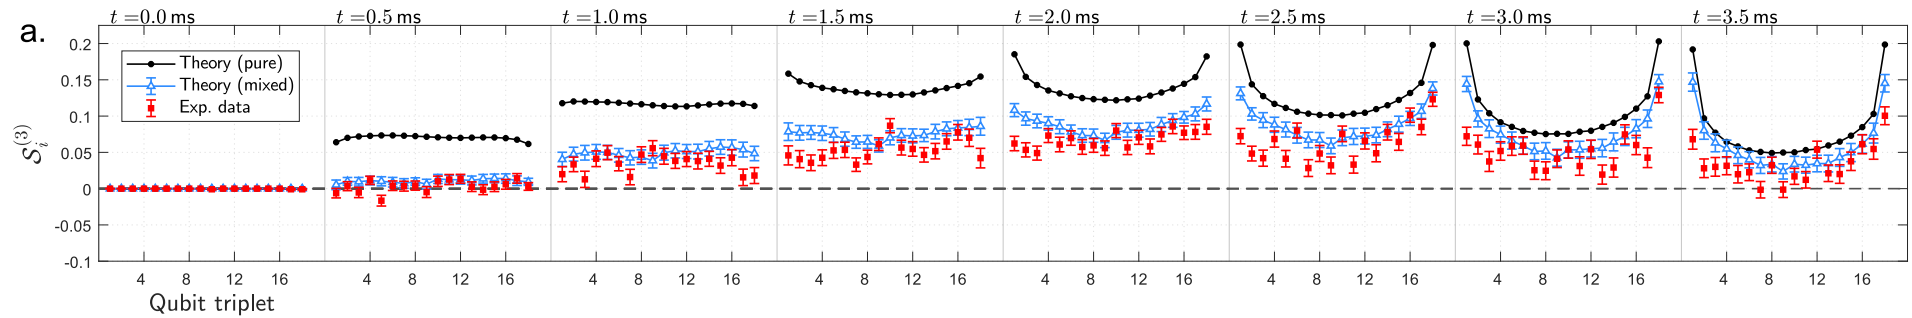 a.
t =0.0 ms t =0.5 ms t =1.0 ms t =1.5 ms t =2.0 ms t =2.5 ms t =3.0 ms t =3.5 ms
0.2
0.15
0.1
0.05
0
-0.05
-0.1
S_i^(3)
Theory (pure)
Theory (mixed)
Exp. data
4 8 12 16 4 8 12 16 4 8 12 16 4 8 12 16 4 8 12 16 4 8 12 16 4 8 12 16 4 8 12 16
Qubit triplet